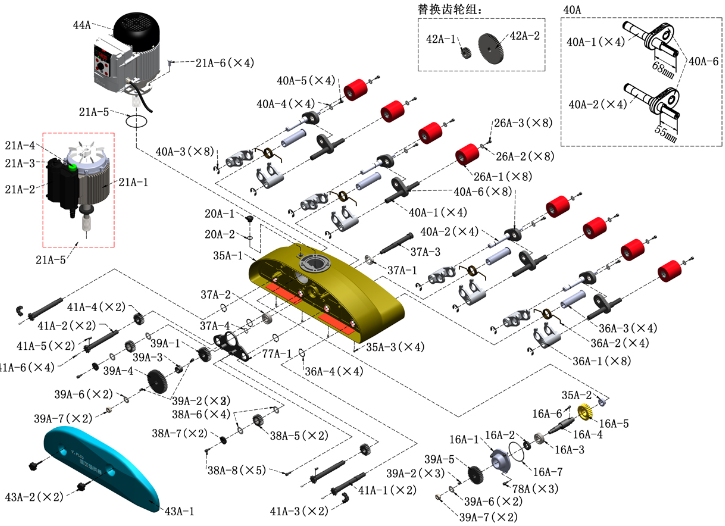 替换齿轮组:
40A
44A
42A-1
42A-2
40A-1(×4)
40A-6
68mm
40A-2(×4)
55mm
21A-6(×4)
21A-5
40A-5(×4)
40A-4(×4)
26A-3(×8)
26A-2(×8)
26A-1(×8)
21A-4
21A-3
21A-2
21A-1
21A-5
40A-3(×8)
40A-6(×8)
40A-1(×4)
40A-2(×4)
20A-1
20A-2
35A-1
37A-3
37A-1
37A-2
37A-4
41A-4(×2)
41A-2(×2)
41A-5(×2)
41A-6(×4)
39A-1
39A-3
39A-4
77A-1
35A-3(×4)
36A-4(×4)
36A-3(×4)
36A-2(×4)
36A-1(×8)
39A-6(×2)
39A-7(×2)
39A-2(×3)
38A-6(×4)
38A-7(×2)
38A-5(×2)
38A-8(×5)
35A-2
16A-6
16A-5
16A-4
16A-2
16A-1
16A-3
16A-7
39A-5
39A-2(×3)
39A-6(×2)
39A-7(×2)
78A(×3)
41A-1(×2)
41A-3(×2)
43A-2(×2)
43A-1